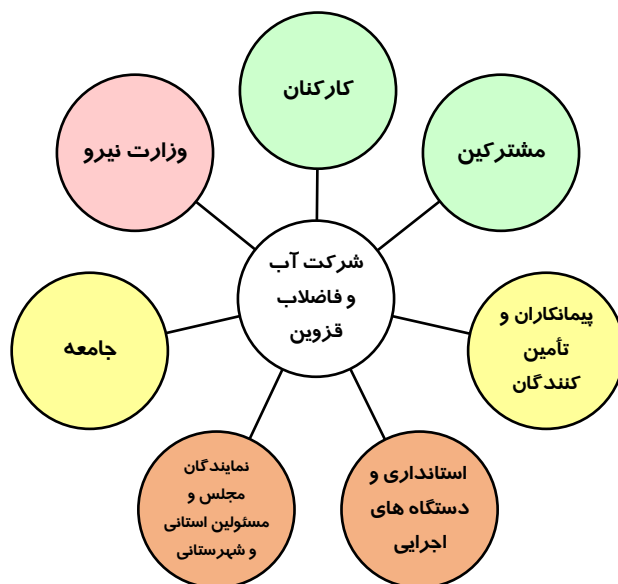 کارکنان
مشترکین
وزارت نیرو
شرکت آب
و فاضلاب
قزوین
پیمانکاران و
تأمین
کنندگان
جامعه
استانداری و
دستگاه های
اجرایی
نمایندگان
مجلس و
مسئولین استانی
و شهرستانی